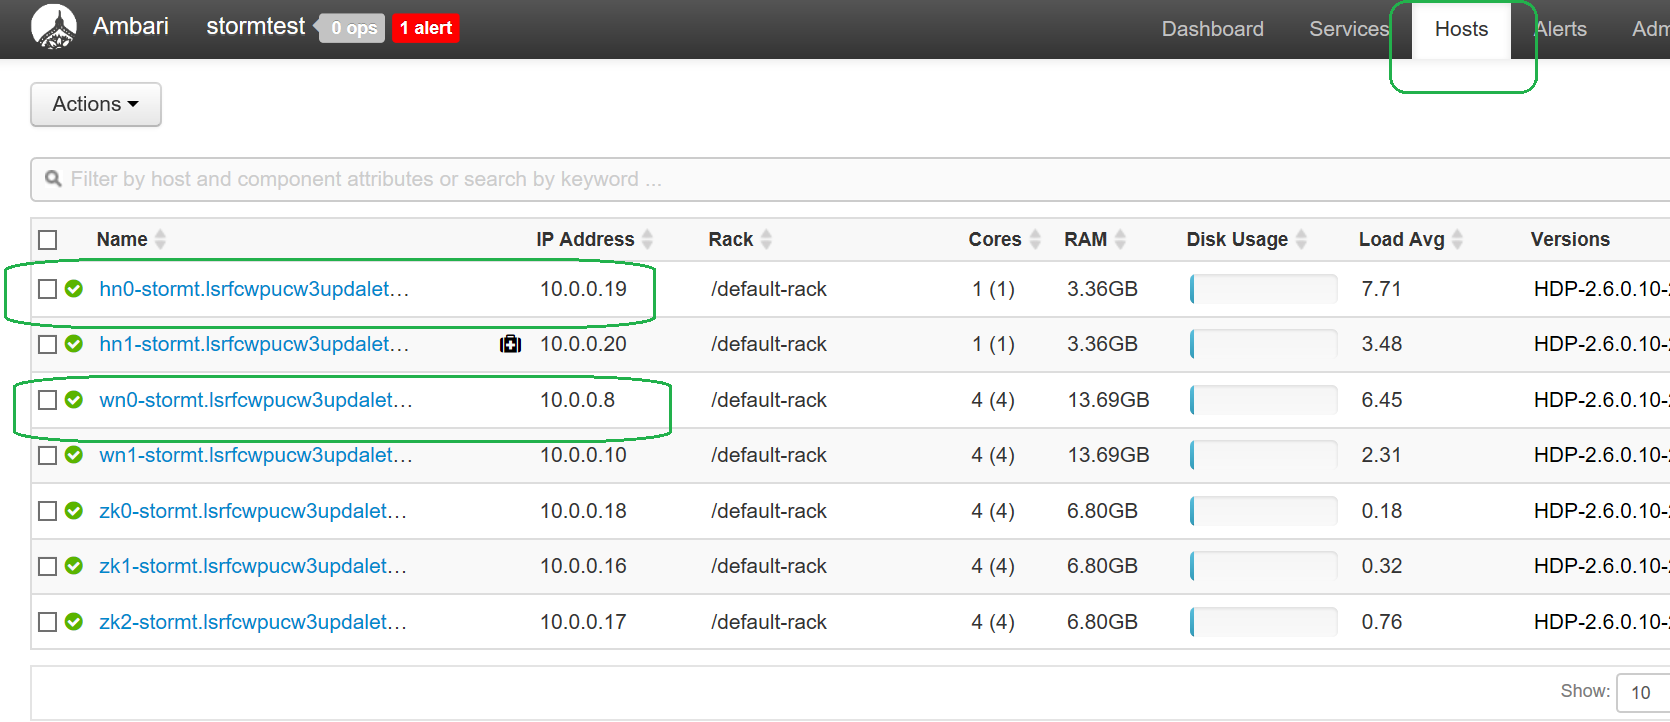 Ambari stormtest 0 ops 1 alert Dashboard Services Hosts Alerts
Actions
Filter by host and component attributes or search by keyword ...
Name IP Address Rack Cores RAM Disk Usage Load Avg Versions
hn0-stormt.lsrfcwpucw3updalet... 10.0.0.19 /default-rack 1 (1) 3.36GB 7.71 HDP-2.6.0.10-
hn1-stormt.lsrfcwpucw3updalet... 10.0.0.20 /default-rack 1 (1) 3.36GB 3.48 HDP-2.6.0.10-
wn0-stormt.lsrfcwpucw3updalet... 10.0.0.8 /default-rack 4 (4) 13.69GB 6.45 HDP-2.6.0.10-
wn1-stormt.lsrfcwpucw3updalet... 10.0.0.10 /default-rack 4 (4) 13.69GB 2.31 HDP-2.6.0.10-
zk0-stormt.lsrfcwpucw3updalet... 10.0.0.18 /default-rack 4 (4) 6.80GB 0.18 HDP-2.6.0.10-
zk1-stormt.lsrfcwpucw3updalet... 10.0.0.16 /default-rack 4 (4) 6.80GB 0.32 HDP-2.6.0.10-
zk2-stormt.lsrfcwpucw3updalet... 10.0.0.17 /default-rack 4 (4) 6.80GB 0.76 HDP-2.6.0.10-
Show: 10